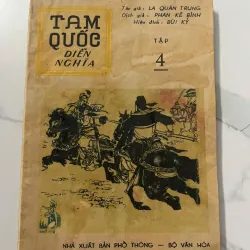 Tác giả: LA QUÁN TRUNG
Dịch giả: PHAN KẾ BÍNH
Hiệu đính: BÙI KỶ
TAM
QUỐC
DIỄN
NGHĨA
TẬP
4
NHÀ XUẤT BẢN PHỔ THÔNG — BỘ VĂN HÓA